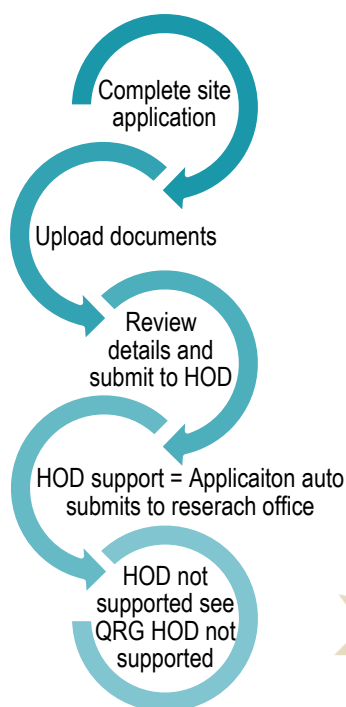 Complete site
application
Upload documents
Review
details and
submit to HOD
HOD support = Applicaiton auto
submits to reserach office
HOD not
supported see
QRG HOD not
supported